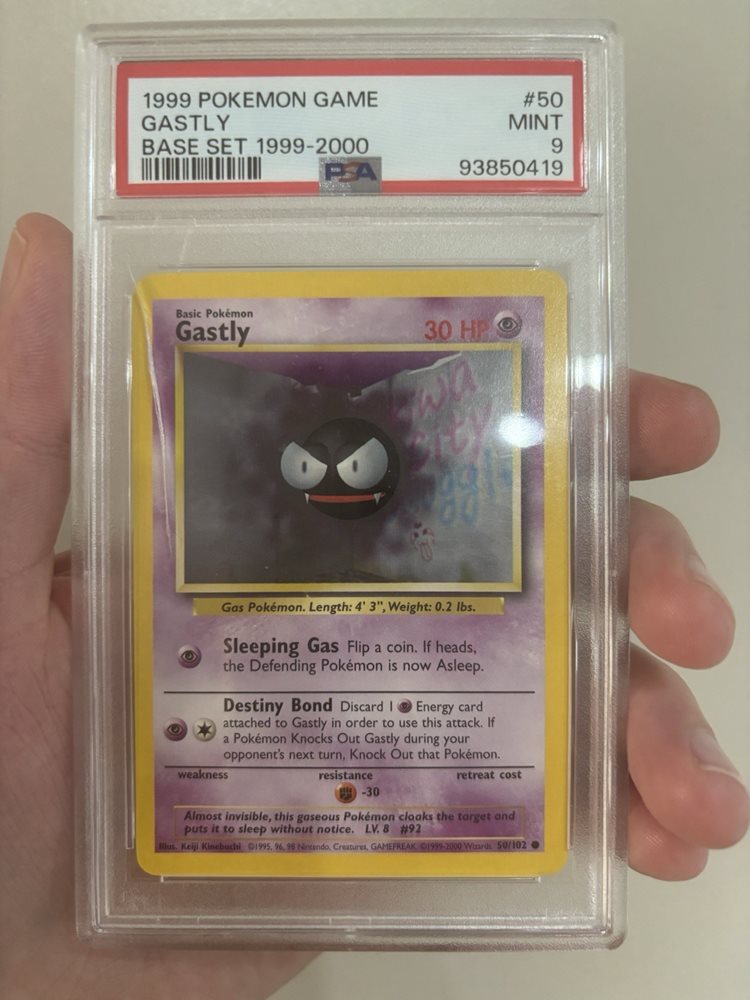 1999 POKEMON GAME #50
GASTLY MINT
BASE SET 1999-2000 9
PSA 93850419
Basic Pokémon
Gastly 30 HP
City
Gas Pokémon. Length: 4' 3", Weight: 0.2 lbs.
Sleeping Gas Flip a coin. If heads,
the Defending Pokémon is now Asleep.
Destiny Bond Discard 1 Energy card
attached to Gastly in order to use this attack. If
a Pokémon Knocks Out Gastly during your
opponent's next turn, Knock Out that Pokémon.
weakness resistance retreat cost
-30
Almost invisible, this gaseous Pokémon cloaks the target and
puts it to sleep without notice. LV. 8 #92
Illus. Keiji Kinebuchi ©1995, 96, 98 Nintendo, Creatures, GAMEFREAK. ©1999-2000 Wizards. 50/102